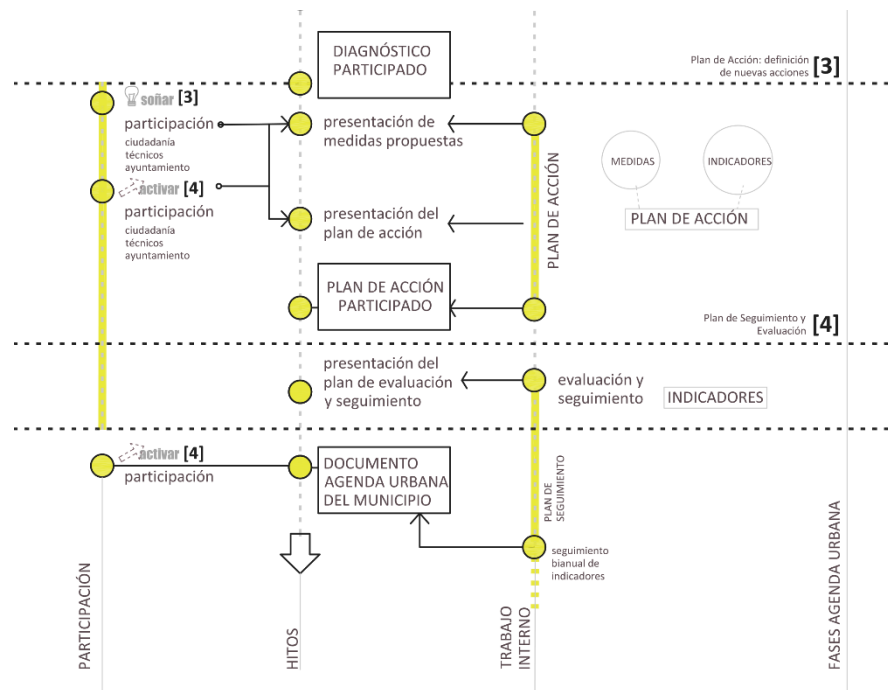 DIAGNÓSTICO
PARTICIPADO
Plan de Acción: definición
de nuevas acciones
[3]
soñar [3]
participación
ciudadanía
técnicos
ayuntamiento
presentación de
medidas propuestas
MEDIDAS
INDICADORES
PLAN DE ACCIÓN
activar [4]
participación
ciudadanía
técnicos
ayuntamiento
presentación del
plan de acción
PLAN DE ACCIÓN
PLAN DE ACCIÓN
PARTICIPADO
Plan de Seguimiento y
Evaluación
[4]
presentación del
plan de evaluación
y seguimiento
evaluación y
seguimiento
INDICADORES
activar [4]
participación
DOCUMENTO
AGENDA URBANA
DEL MUNICIPIO
PLAN DE
SEGUIMIENTO
seguimiento
bianual de
indicadores
PARTICIPACIÓN
HITOS
TRABAJO
INTERNO
FASES AGENDA URBANA